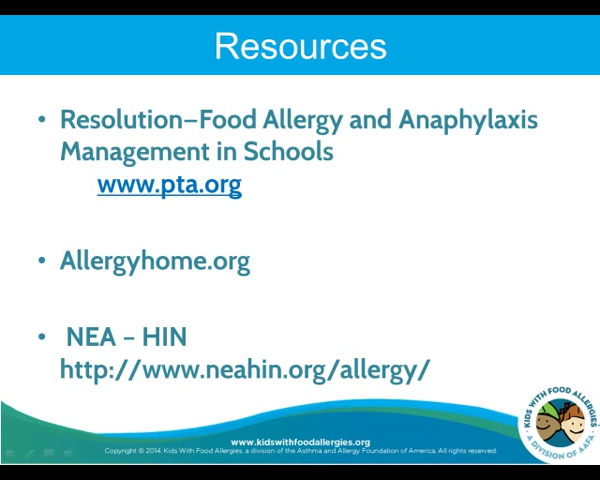 Resources
• Resolution–Food Allergy and Anaphylaxis
Management in Schools
www.pta.org
• Allergyhome.org
• NEA – HIN
http://www.neahin.org/allergy/
www.kidswithfoodallergies.org
Copyright © 2014, Kids With Food Allergies, a division of the Asthma and Allergy Foundation of America. All rights reserved.
KIDS WITH FOOD ALLERGIES
• A DIVISION OF AAFA •